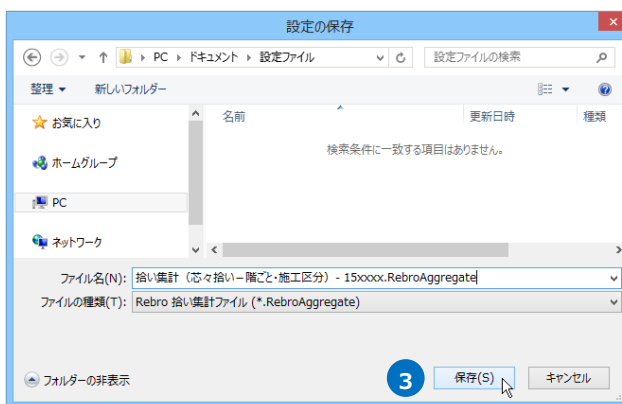 設定の保存
PC ▸ ドキュメント ▸ 設定ファイル
設定ファイルの検索
整理 ▼ 新しいフォルダー
お気に入り
ホームグループ
PC
ネットワーク
名前 更新日時 種類
検索条件に一致する項目はありません。
ファイル名(N): 拾い集計（芯々拾い－階ごと・施工区分）- 15xxxx.RebroAggregate
ファイルの種類(T): Rebro 拾い集計ファイル (*.RebroAggregate)
フォルダーの非表示
3
保存(S)
キャンセル